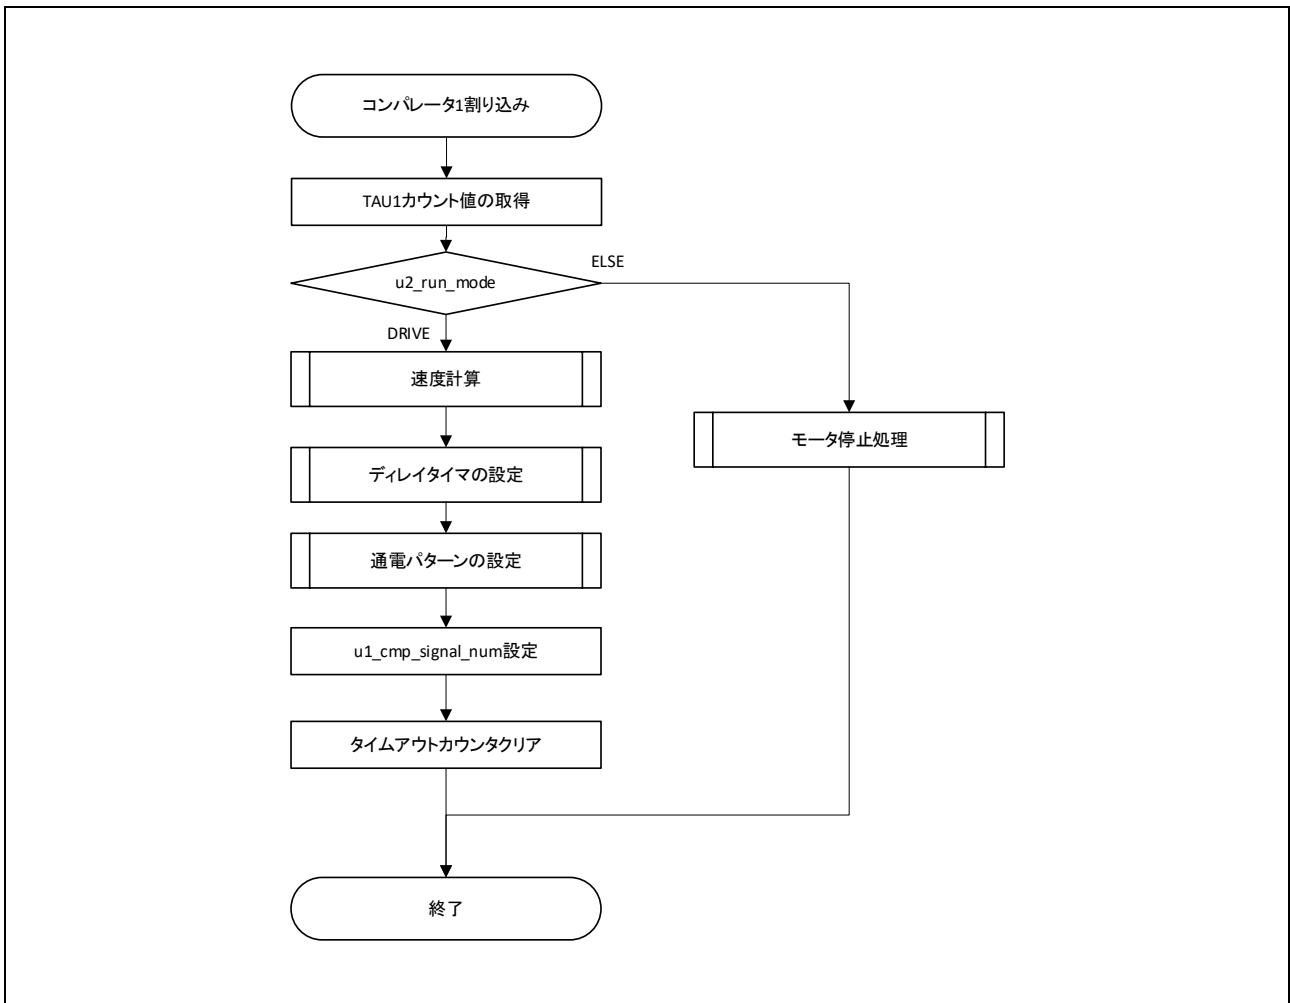 コンパレータ1割り込み
TAU1カウント値の取得
u2_run_mode
ELSE
DRIVE
速度計算
モータ停止処理
ディレイタイマの設定
通電パターンの設定
u1_cmp_signal_num設定
タイムアウトカウンタクリア
終了